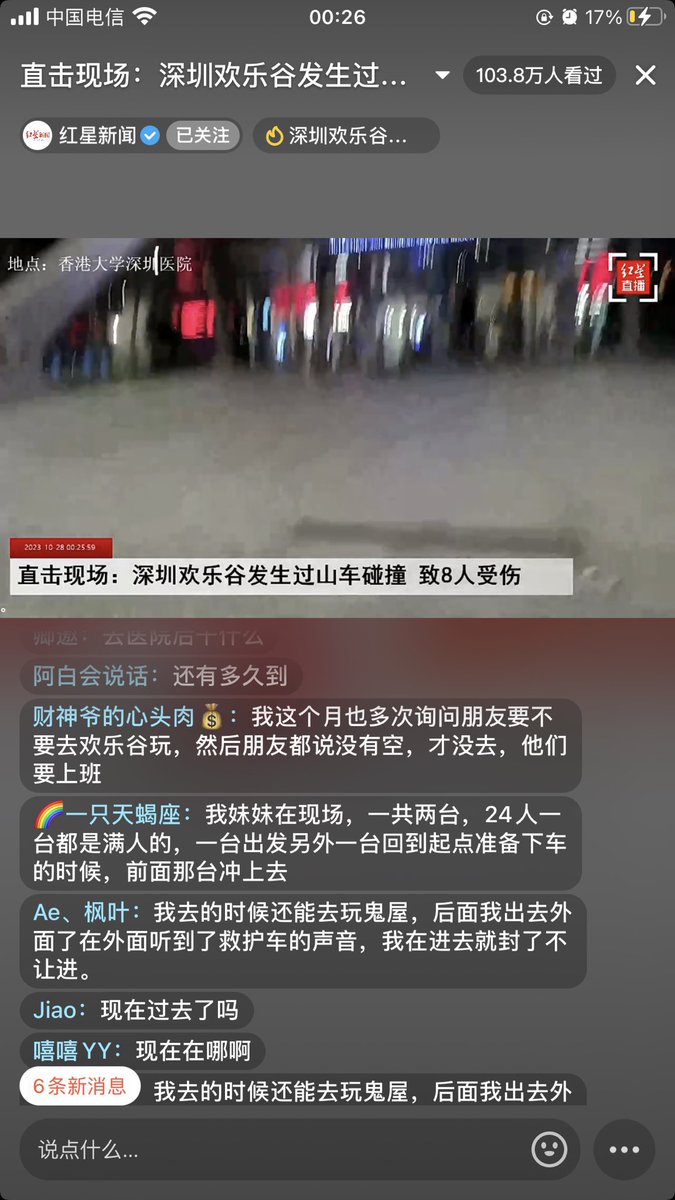 中国电信
00:26
17%
直击现场：深圳欢乐谷发生过...
103.8万人看过
红星新闻
已关注
深圳欢乐谷...
地点：香港大学深圳医院
红星
直播
2023-10-28 00:25:59
直击现场：深圳欢乐谷发生过山车碰撞 致8人受伤
卿遨：去医院后干什么
阿白会说话：还有多久到
财神爷的心头肉💰：我这个月也多次询问朋友要不
要去欢乐谷玩，然后朋友都说没有空，才没去，他们
要上班
🌈一只天蝎座：我妹妹在现场，一共两台，24人一
台都是满人的，一台出发另外一台回到起点准备下车
的时候，前面那台冲上去
Ae、枫叶：我去的时候还能去玩鬼屋，后面我出去外
面了在外面听到了救护车的声音，我在进去就封了不
让进。
Jiao：现在过去了吗
嘻嘻YY：现在在哪啊
6条新消息
我去的时候还能去玩鬼屋，后面我出去外
说点什么...